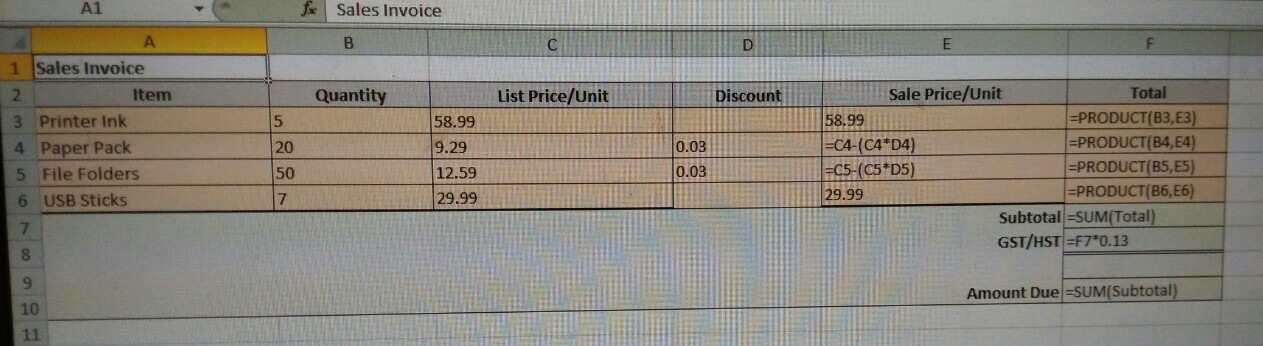 A1 fx Sales Invoice
A B C D E F
1 Sales Invoice
2 Item Quantity List Price/Unit Discount Sale Price/Unit Total
3 Printer Ink 5 58.99 58.99 =PRODUCT(B3,E3)
4 Paper Pack 20 9.29 0.03 =C4-(C4*D4) =PRODUCT(B4,E4)
5 File Folders 50 12.59 0.03 =C5-(C5*D5) =PRODUCT(B5,E5)
6 USB Sticks 7 29.99 29.99 =PRODUCT(B6,E6)
7 Subtotal =SUM(Total)
8 GST/HST =F7*0.13
9
10 Amount Due =SUM(Subtotal)
11